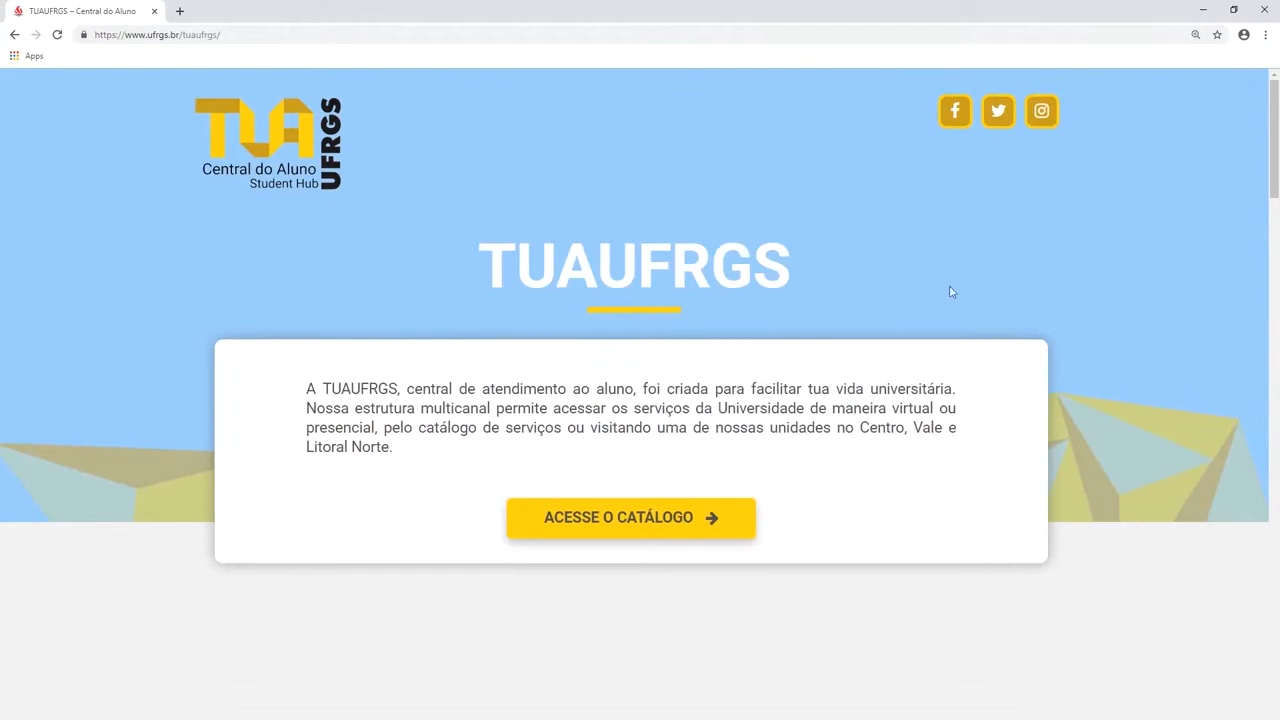 TUAUFRGS – Central do Aluno
https://www.ufrgs.br/tuaufrgs/
Apps
TUA
UFRGS
Central do Aluno
Student Hub
TUAUFRGS
A TUAUFRGS, central de atendimento ao aluno, foi criada para facilitar tua vida universitária.
Nossa estrutura multicanal permite acessar os serviços da Universidade de maneira virtual ou
presencial, pelo catálogo de serviços ou visitando uma de nossas unidades no Centro, Vale e
Litoral Norte.
ACESSE O CATÁLOGO